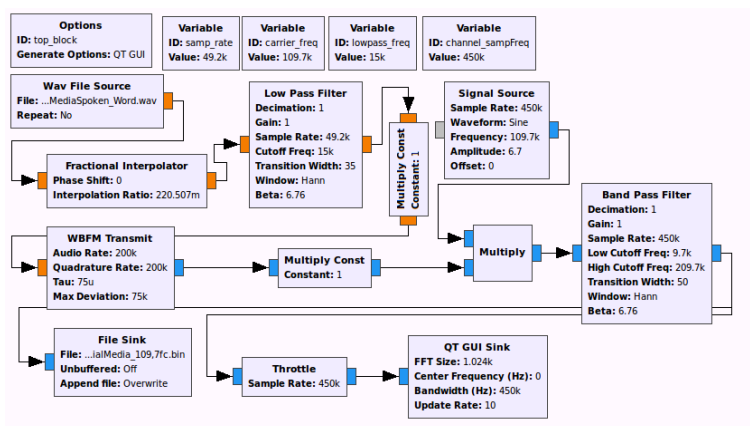 Options
ID: top_block
Generate Options: QT GUI
Variable
ID: samp_rate
Value: 49.2k
Variable
ID: carrier_freq
Value: 109.7k
Variable
ID: lowpass_freq
Value: 15k
Variable
ID: channel_sampFreq
Value: 450k
Wav File Source
File: ...MediaSpoken_Word.wav
Repeat: No
Fractional Interpolator
Phase Shift: 0
Interpolation Ratio: 220.507m
Low Pass Filter
Decimation: 1
Gain: 1
Sample Rate: 49.2k
Cutoff Freq: 15k
Transition Width: 35
Window: Hann
Beta: 6.76
Multiply Const
Constant: 1
Signal Source
Sample Rate: 450k
Waveform: Sine
Frequency: 109.7k
Amplitude: 6.7
Offset: 0
WBFM Transmit
Audio Rate: 200k
Quadrature Rate: 200k
Tau: 75u
Max Deviation: 75k
Multiply Const
Constant: 1
Multiply
Band Pass Filter
Decimation: 1
Gain: 1
Sample Rate: 450k
Low Cutoff Freq: 9.7k
High Cutoff Freq: 209.7k
Transition Width: 50
Window: Hann
Beta: 6.76
File Sink
File: ...ialMedia_109,7fc.bin
Unbuffered: Off
Append file: Overwrite
Throttle
Sample Rate: 450k
QT GUI Sink
FFT Size: 1.024k
Center Frequency (Hz): 0
Bandwidth (Hz): 450k
Update Rate: 10